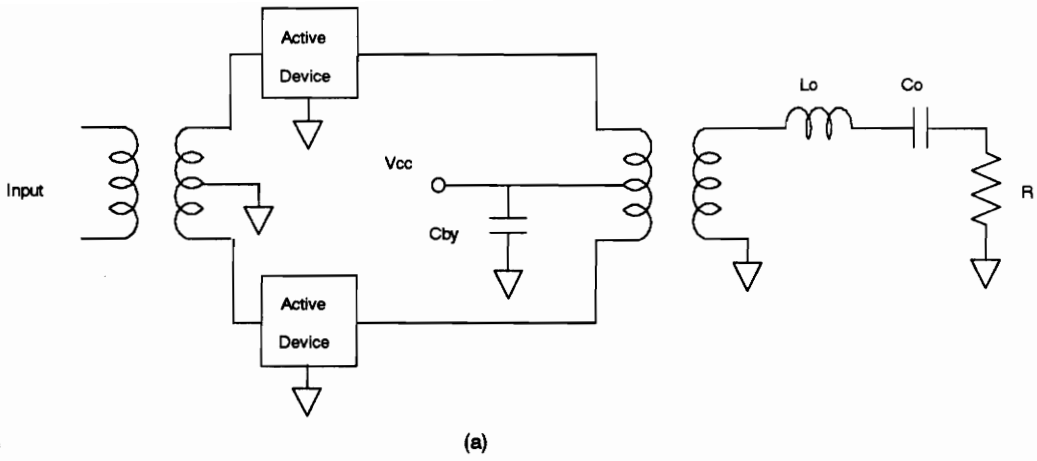 Active
Device
Lo
Co
Vcc
Input
R
Cby
Active
Device
(a)